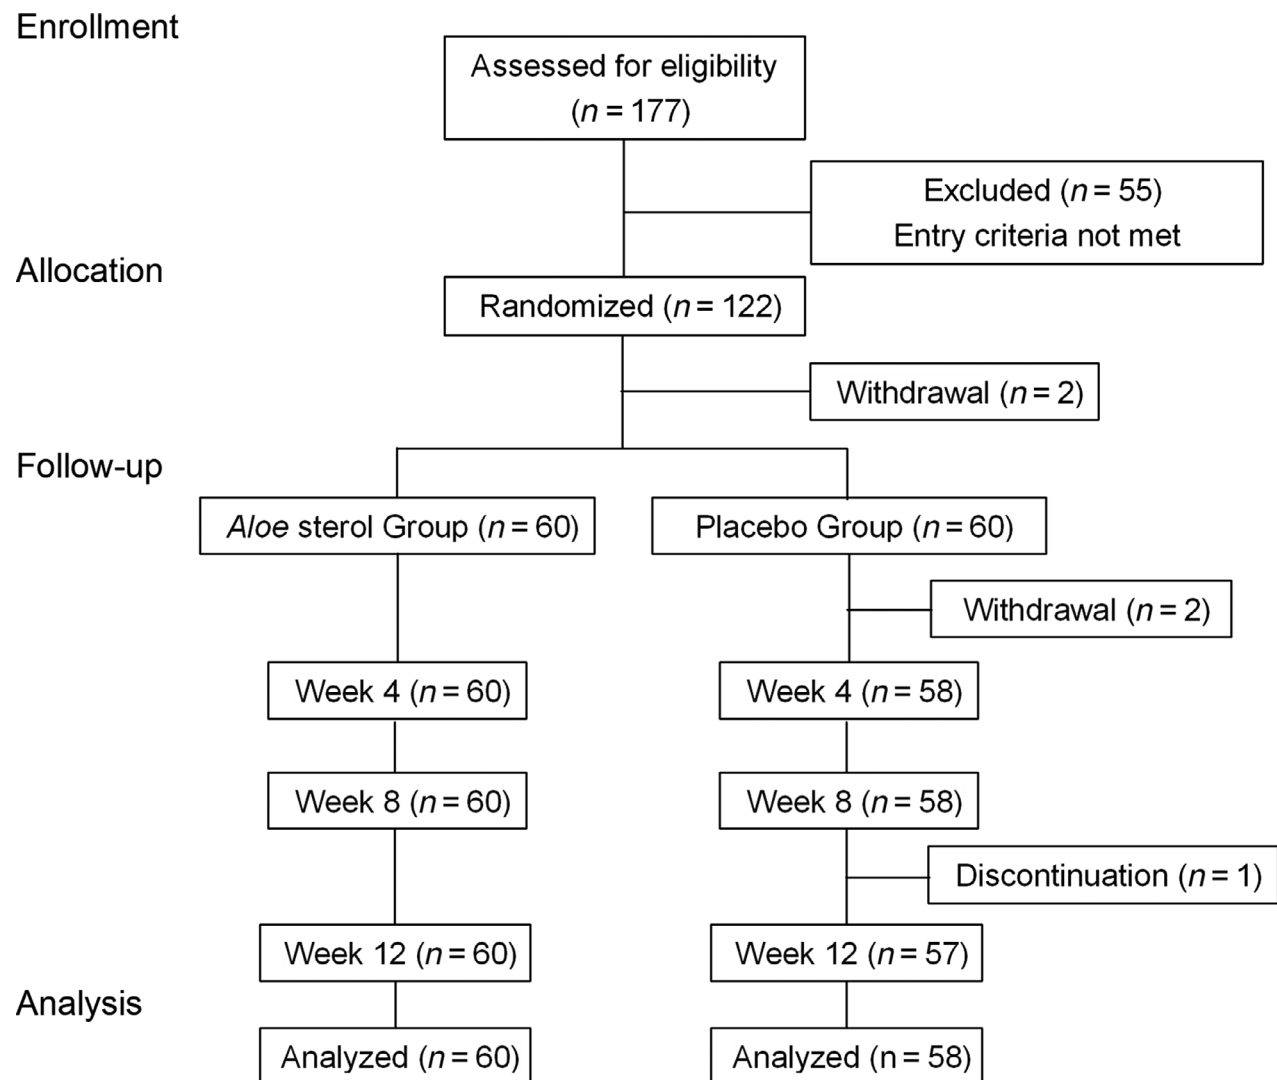 Enrollment
Assessed for eligibility
(n = 177)
Excluded (n = 55)
Entry criteria not met
Allocation
Randomized (n = 122)
Withdrawal (n = 2)
Follow-up
Aloe sterol Group (n = 60)
Placebo Group (n = 60)
Withdrawal (n = 2)
Week 4 (n = 60)
Week 4 (n = 58)
Week 8 (n = 60)
Week 8 (n = 58)
Discontinuation (n = 1)
Week 12 (n = 60)
Week 12 (n = 57)
Analysis
Analyzed (n = 60)
Analyzed (n = 58)